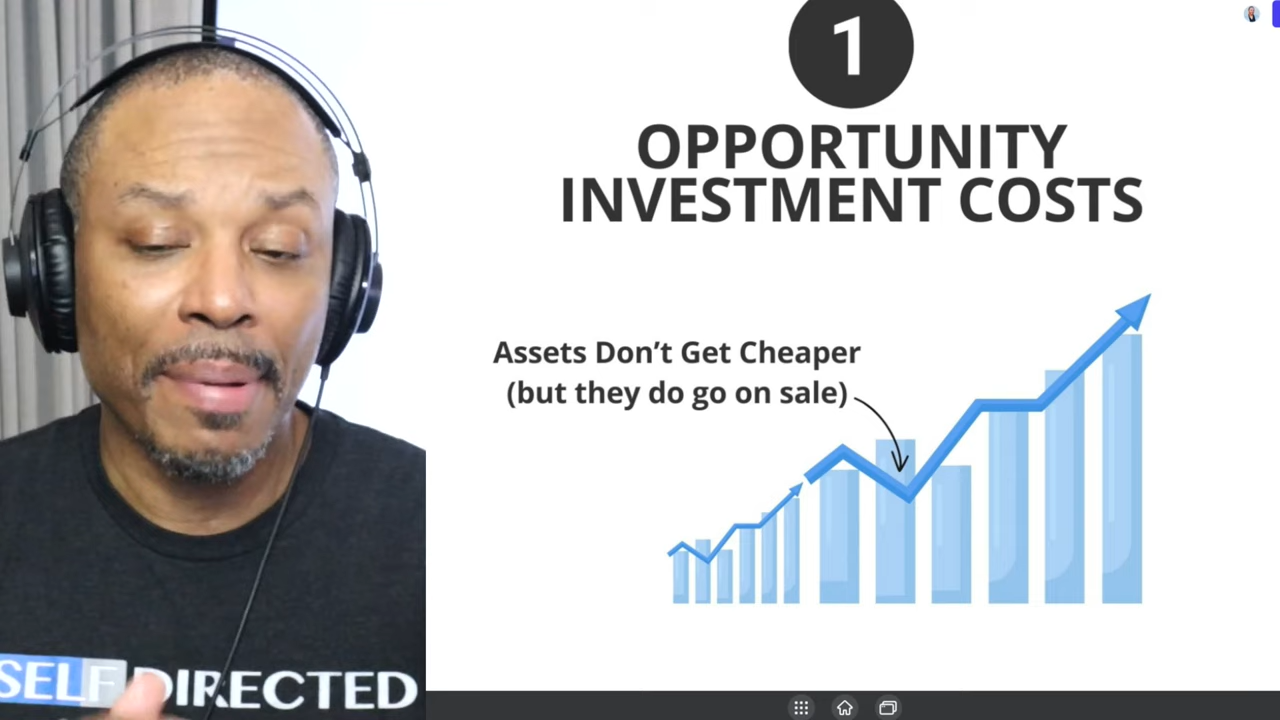 1
OPPORTUNITY
INVESTMENT COSTS
Assets Don't Get Cheaper
(but they do go on sale)
SELF DIRECTED